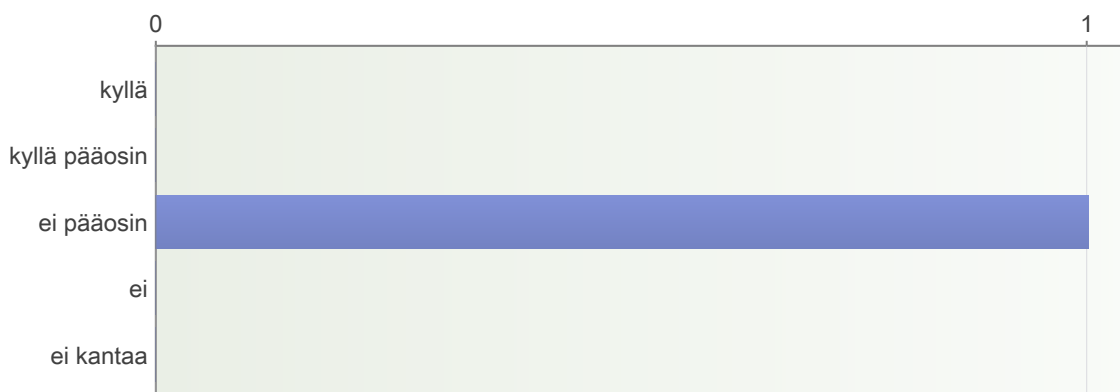 0 1
kyllä
kyllä pääosin
ei pääosin
ei
ei kantaa